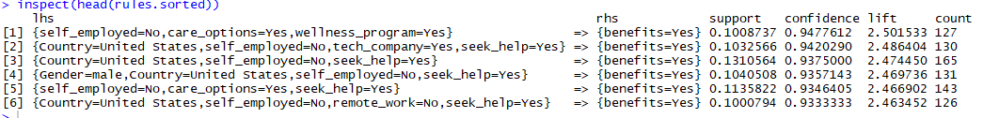 > inspect(head(rules.sorted))
lhs rhs support confidence lift count
[1] {self_employed=No,care_options=Yes,wellness_program=Yes} => {benefits=Yes} 0.1008737 0.9477612 2.501533 127
[2] {Country=United States,self_employed=No,tech_company=Yes,seek_help=Yes} => {benefits=Yes} 0.1032566 0.9420290 2.486404 130
[3] {Country=United States,self_employed=No,seek_help=Yes} => {benefits=Yes} 0.1310564 0.9375000 2.474450 165
[4] {Gender=male,Country=United States,self_employed=No,seek_help=Yes} => {benefits=Yes} 0.1040508 0.9357143 2.469736 131
[5] {self_employed=No,care_options=Yes,seek_help=Yes} => {benefits=Yes} 0.1135822 0.9346405 2.466902 143
[6] {Country=United States,self_employed=No,remote_work=No,seek_help=Yes} => {benefits=Yes} 0.1000794 0.9333333 2.463452 126
>